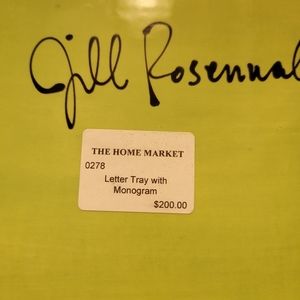 Jill Rosenwal
THE HOME MARKET
0278
Letter Tray with
Monogram
$200.00